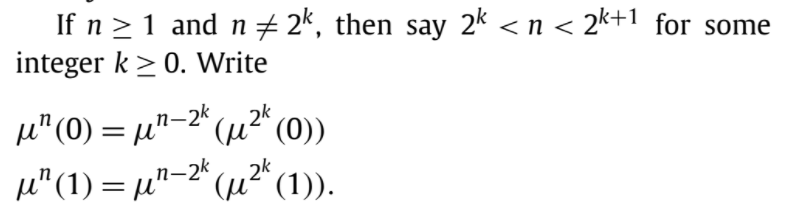 If n ≥ 1 and n ≠ 2^k, then say 2^k < n < 2^{k+1} for some
integer k ≥ 0. Write
μ^n(0) = μ^{n−2^k}(μ^{2^k}(0))
μ^n(1) = μ^{n−2^k}(μ^{2^k}(1)).